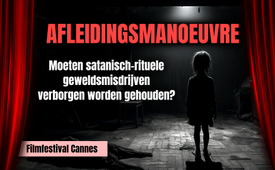 AFLEIDINGSMANOEUVRE
Moeten satanisch-rituele
geweldsmisdrijven
verborgen worden gehouden?
Filmfestival Cannes